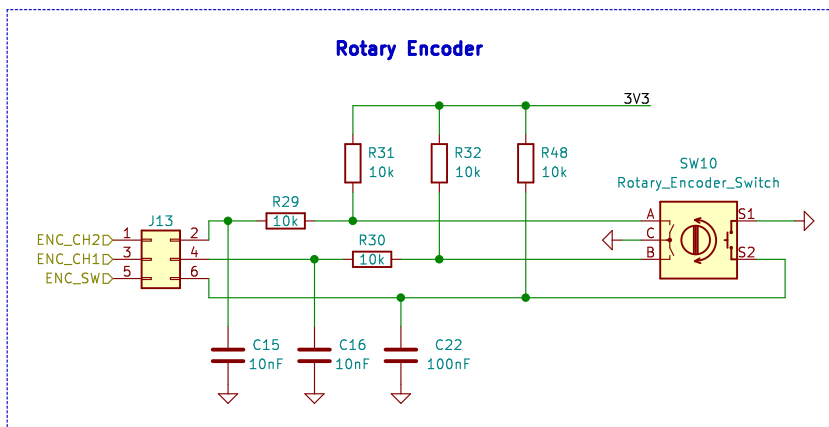 Rotary Encoder
3V3
R31
10k
R32
10k
R48
10k
SW10
Rotary_Encoder_Switch
R29
10k
R30
10k
A
C
B
S1
S2
J13
ENC_CH2
1
2
ENC_CH1
3
4
ENC_SW
5
6
C15
10nF
C16
10nF
C22
100nF